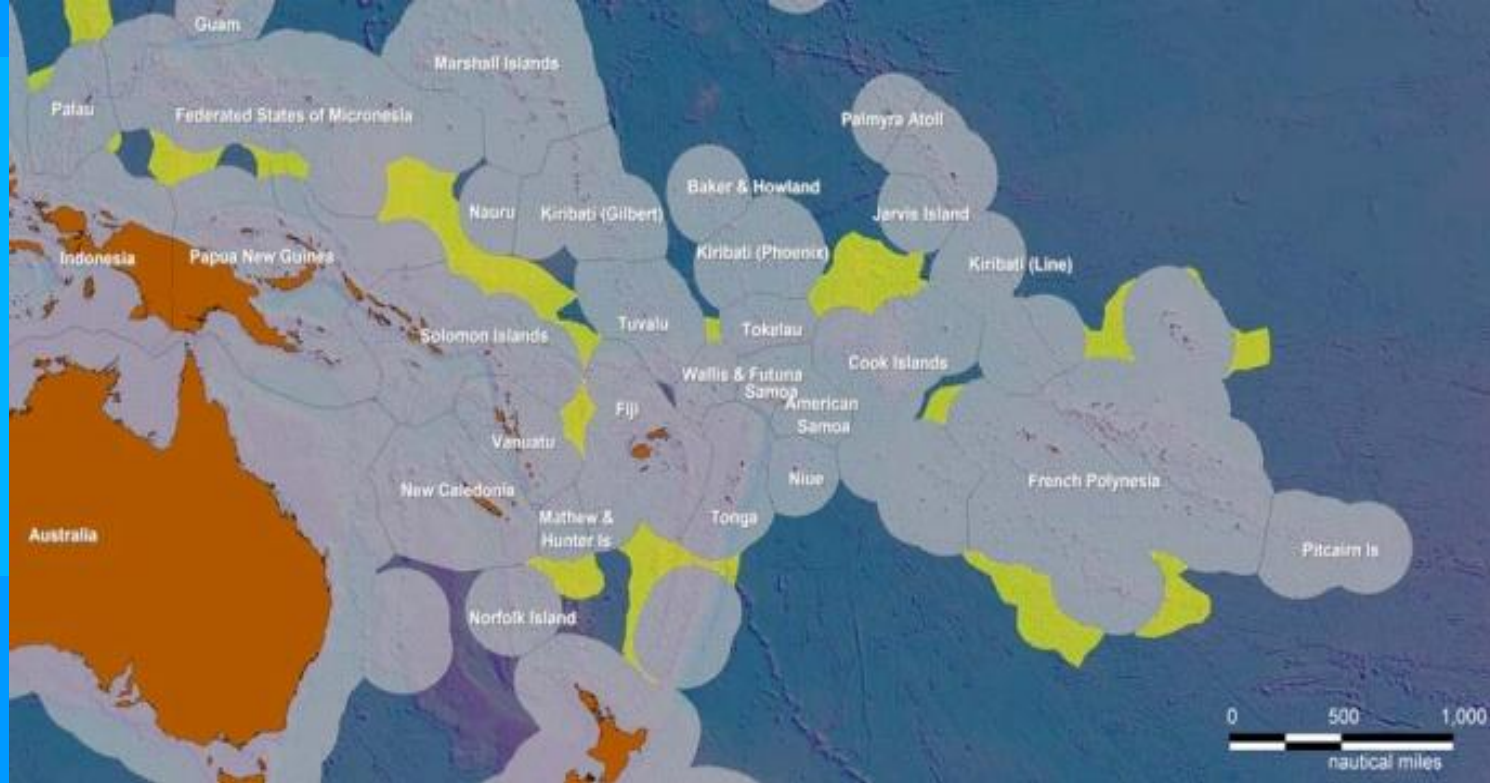 Guam
Marshall Islands
Palau
Federated States of Micronesia
Palmyra Atoll
Baker & Howland
Nauru
Kiribati (Gilbert)
Jarvis Island
Indonesia
Papua New Guinea
Kiribati (Phoenix)
Kiribati (Line)
Solomon Islands
Tuvalu
Tokelau
Cook Islands
Wallis & Futuna
Samoa
American
Samoa
Fiji
Vanuatu
New Caledonia
Niue
French Polynesia
Mathew &
Hunter Is
Tonga
Australia
Pitcairn Is
Norfolk Island
0 500 1,000
nautical miles